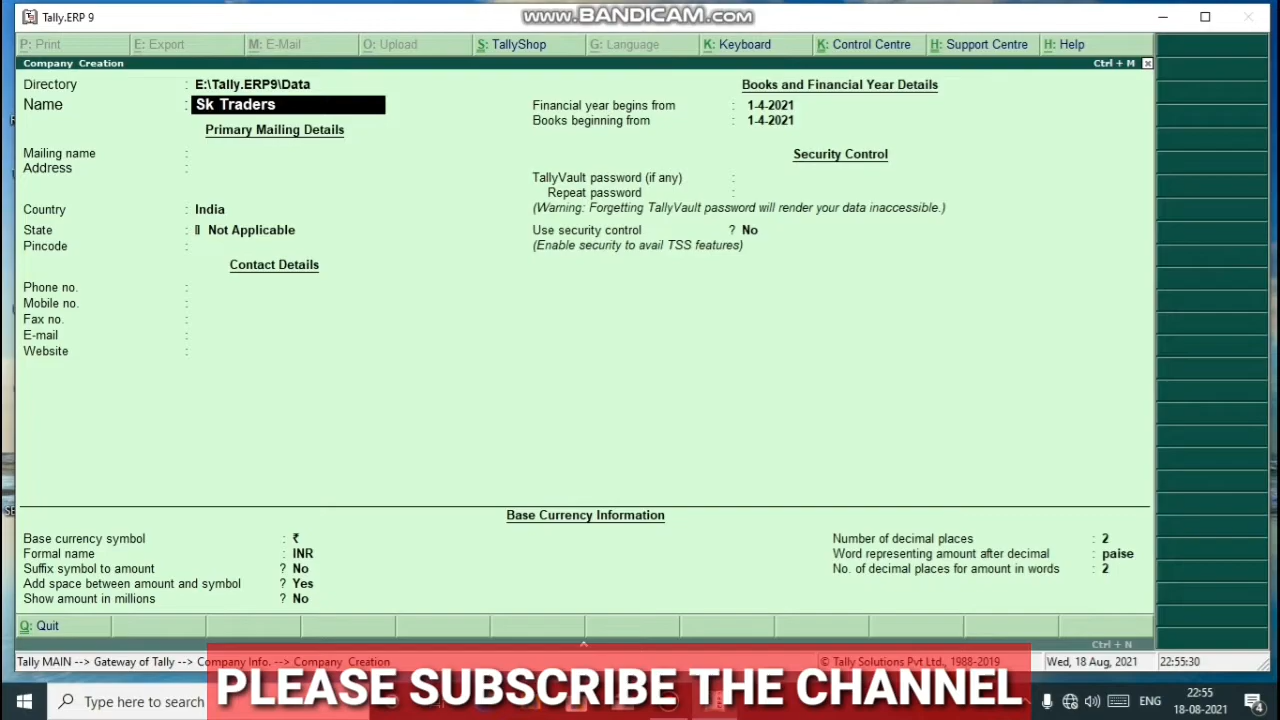 Tally.ERP 9
www.BANDICAM.com
P: Print E: Export M: E-Mail O: Upload S: TallyShop G: Language K: Keyboard K: Control Centre H: Support Centre H: Help
Company Creation Ctrl + M
Directory : E:\Tally.ERP9\Data
Name : Sk Traders
Primary Mailing Details
Mailing name :
Address :
Country : India
State : Not Applicable
Pincode :
Contact Details
Phone no. :
Mobile no. :
Fax no. :
E-mail :
Website :
Books and Financial Year Details
Financial year begins from : 1-4-2021
Books beginning from : 1-4-2021
Security Control
TallyVault password (if any) :
Repeat password :
(Warning: Forgetting TallyVault password will render your data inaccessible.)
Use security control ? No
(Enable security to avail TSS features)
Base Currency Information
Base currency symbol : ₹
Formal name : INR
Suffix symbol to amount ? No
Add space between amount and symbol ? Yes
Show amount in millions ? No
Number of decimal places : 2
Word representing amount after decimal : paise
No. of decimal places for amount in words : 2
Q: Quit
Ctrl + N
Tally MAIN --> Gateway of Tally --> Company Info. --> Company Creation © Tally Solutions Pvt Ltd., 1988-2019 Wed, 18 Aug, 2021 22:55:30
PLEASE SUBSCRIBE THE CHANNEL
Type here to search
ENG
22:55
18-08-2021
4